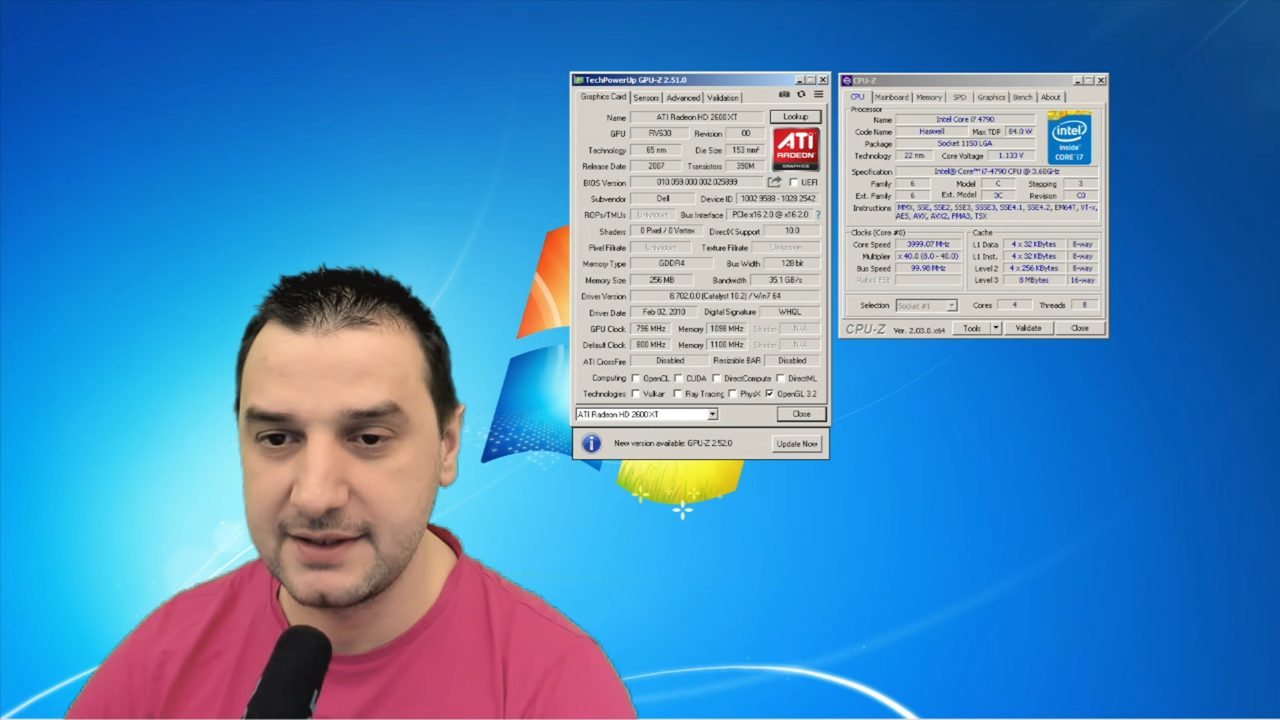 TechPowerUp GPU-Z 2.51.0
Graphics Card Sensors Advanced Validation
Name ATI Radeon HD 2600 XT Lookup
GPU RV630 Revision 00
Technology 65 nm Die Size 153 mm²
Release Date 2007 Transistors 390M
BIOS Version 010.059.000.002.025899 UEFI
Subvendor Dell Device ID 1002 9588 - 1028 2542
ROPs/TMUs Unknown Bus Interface PCIe x16 2.0 @ x16 2.0 ?
Shaders 0 Pixel / 0 Vertex DirectX Support 10.0
Pixel Fillrate Unknown Texture Fillrate Unknown
Memory Type GDDR4 Bus Width 128 bit
Memory Size 256 MB Bandwidth 35.1 GB/s
Driver Version 8.702.0.0 (Catalyst 10.2) / Win7 64
Driver Date Feb 02, 2010 Digital Signature WHQL
GPU Clock 796 MHz Memory 1098 MHz Shader N/A
Default Clock 800 MHz Memory 1100 MHz Shader N/A
ATI CrossFire Disabled Resizable BAR Disabled
Computing OpenCL CUDA DirectCompute DirectML
Technologies Vulkan Ray Tracing PhysX OpenGL 3.2
ATI Radeon HD 2600 XT Close
New version available: GPU-Z 2.52.0 Update Now
ATI
RADEON
GRAPHICS
CPU-Z
CPU Mainboard Memory SPD Graphics Bench About
Processor
Name Intel Core i7 4790
Code Name Haswell Max TDP 84.0 W
Package Socket 1150 LGA
Technology 22 nm Core Voltage 1.133 V
Specification Intel® Core™ i7-4790 CPU @ 3.60GHz
Family 6 Model C Stepping 3
Ext. Family 6 Ext. Model 3C Revision C0
Instructions MMX, SSE, SSE2, SSE3, SSSE3, SSE4.1, SSE4.2, EM64T, VT-x,
AES, AVX, AVX2, FMA3, TSX
intel
inside™
CORE™ i7
Clocks (Core #0) Cache
Core Speed 3999.07 MHz L1 Data 4 x 32 KBytes 8-way
Multiplier x 40.0 (8.0 - 40.0) L1 Inst. 4 x 32 KBytes 8-way
Bus Speed 99.98 MHz Level 2 4 x 256 KBytes 8-way
Rated FSB Level 3 8 MBytes 16-way
Selection Socket #1 Cores 4 Threads 8
CPU-Z Ver. 2.03.0.x64 Tools Validate Close